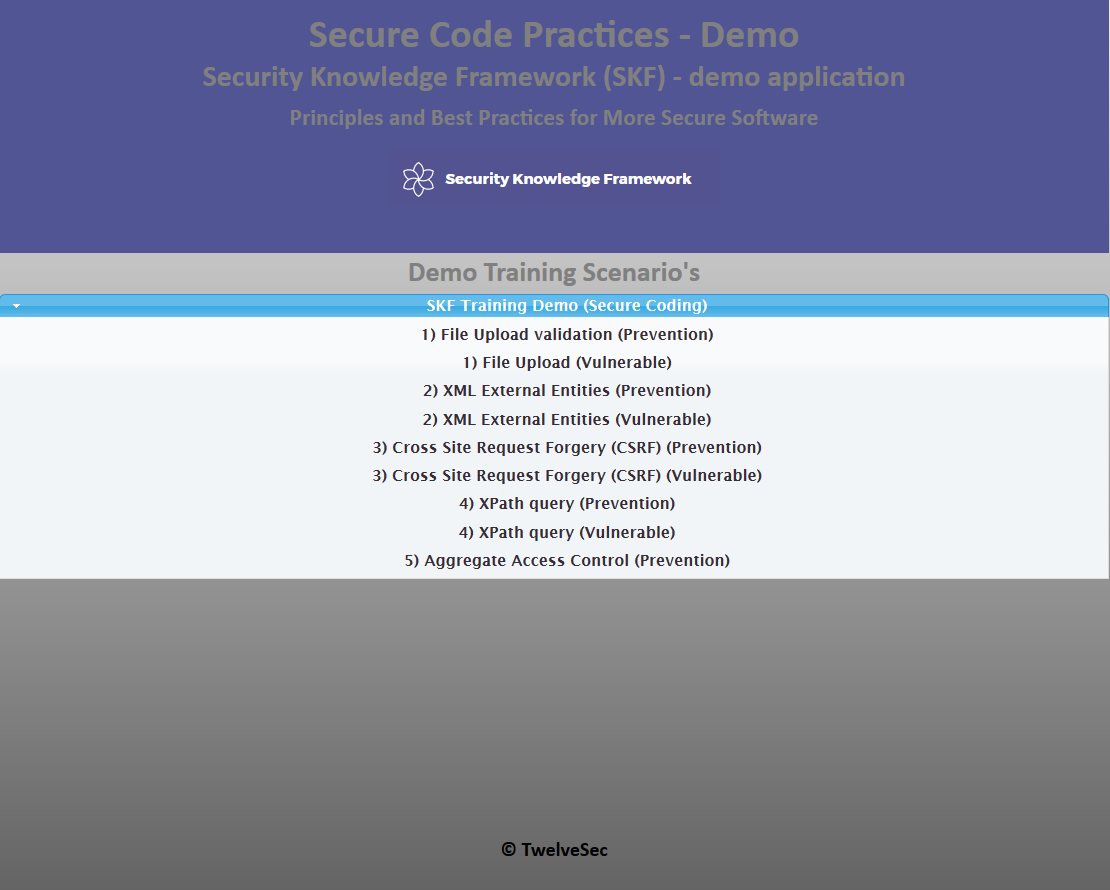 Secure Code Practices - Demo
Security Knowledge Framework (SKF) - demo application
Principles and Best Practices for More Secure Software
Security Knowledge Framework
Demo Training Scenario's
SKF Training Demo (Secure Coding)
1) File Upload validation (Prevention)
1) File Upload (Vulnerable)
2) XML External Entities (Prevention)
2) XML External Entities (Vulnerable)
3) Cross Site Request Forgery (CSRF) (Prevention)
3) Cross Site Request Forgery (CSRF) (Vulnerable)
4) XPath query (Prevention)
4) XPath query (Vulnerable)
5) Aggregate Access Control (Prevention)
© TwelveSec